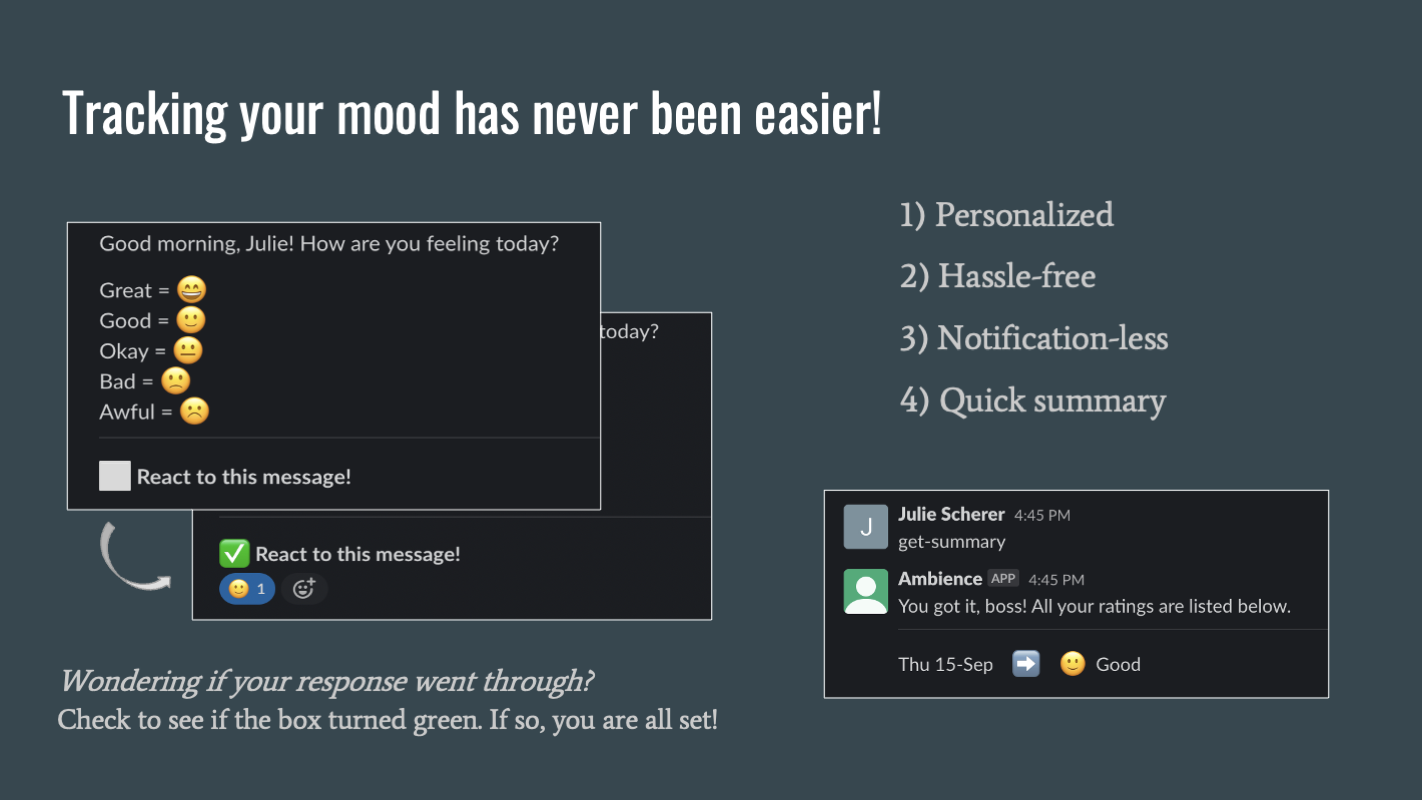 Tracking your mood has never been easier!
Good morning, Julie! How are you feeling today?
Great = 😄
Good = 🙂
Okay = 😐
Bad = 🙁
Awful = ☹️
React to this message!
today?
✅ React to this message!
🙂 1
Wondering if your response went through?
Check to see if the box turned green. If so, you are all set!
1) Personalized
2) Hassle-free
3) Notification-less
4) Quick summary
J
Julie Scherer 4:45 PM
get-summary
Ambience APP 4:45 PM
You got it, boss! All your ratings are listed below.
Thu 15-Sep ➡️ 🙂 Good